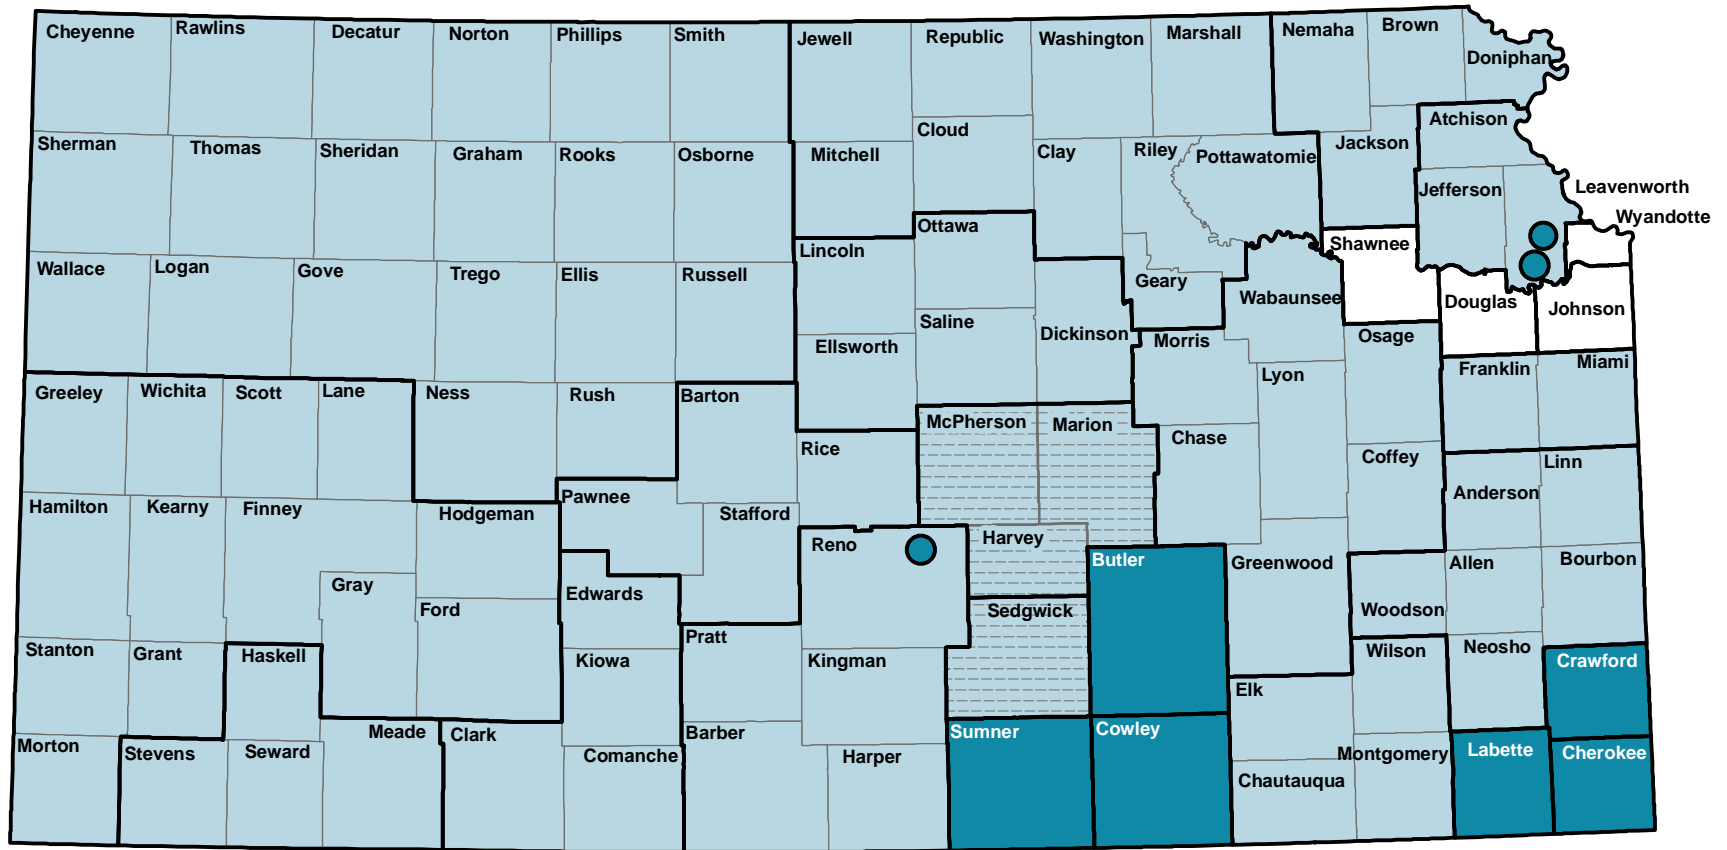 Cheyenne
Rawlins
Decatur
Norton
Phillips
Smith
Jewell
Republic
Washington
Marshall
Nemaha
Brown
Doniphan
Sherman
Thomas
Sheridan
Graham
Rooks
Osborne
Mitchell
Cloud
Clay
Riley
Pottawatomie
Jackson
Atchison
Jefferson
Leavenworth
Wyandotte
Wallace
Logan
Gove
Trego
Ellis
Russell
Lincoln
Ottawa
Saline
Dickinson
Geary
Wabaunsee
Shawnee
Douglas
Johnson
Ellsworth
Morris
Lyon
Osage
Franklin
Miami
Greeley
Wichita
Scott
Lane
Ness
Rush
Barton
Rice
McPherson
Marion
Chase
Coffey
Anderson
Linn
Hamilton
Kearny
Finney
Hodgeman
Pawnee
Stafford
Reno
Harvey
Butler
Greenwood
Woodson
Allen
Bourbon
Gray
Ford
Edwards
Sedgwick
Stanton
Grant
Haskell
Kiowa
Pratt
Kingman
Wilson
Neosho
Crawford
Elk
Morton
Stevens
Seward
Meade
Clark
Comanche
Barber
Harper
Sumner
Cowley
Chautauqua
Montgomery
Labette
Cherokee